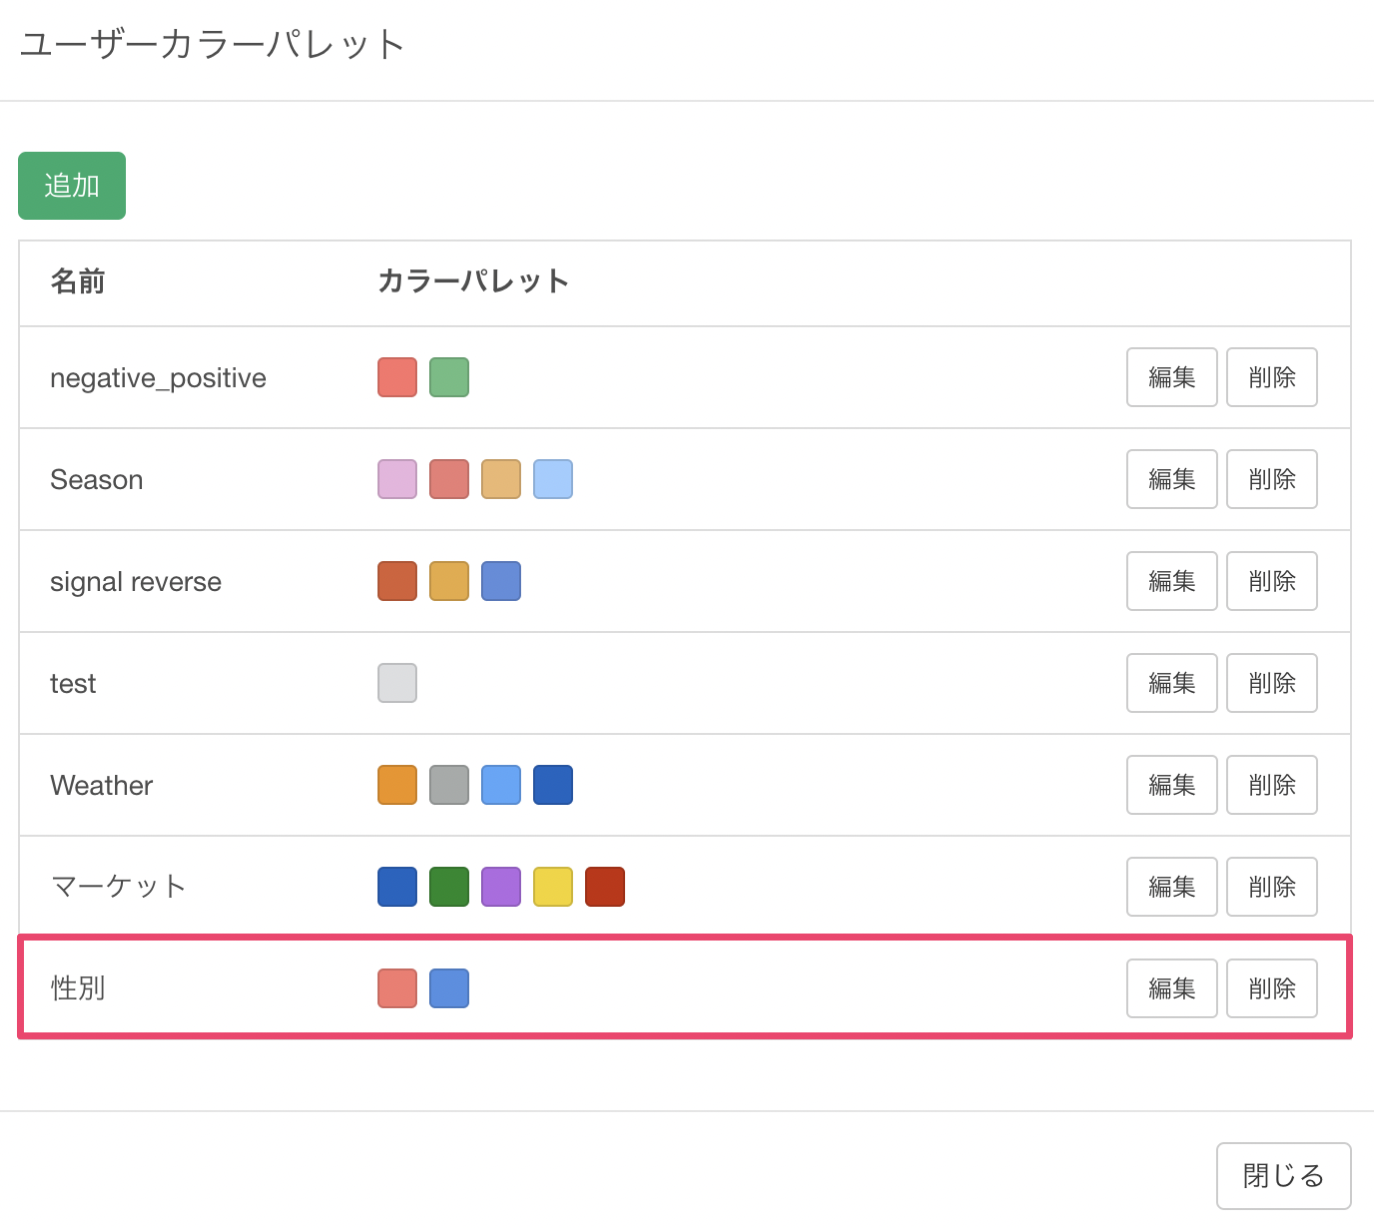 ユーザーカラーパレット
追加
名前 カラーパレット
negative_positive 編集 削除
Season 編集 削除
signal reverse 編集 削除
test 編集 削除
Weather 編集 削除
マーケット 編集 削除
性別 編集 削除
閉じる